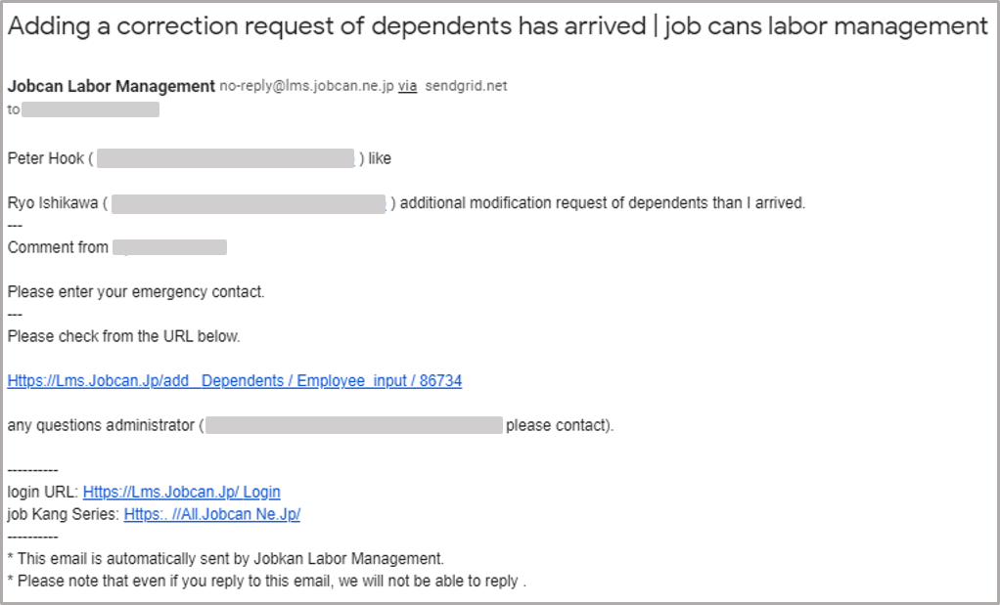 Adding a correction request of dependents has arrived | job cans labor management
Jobcan Labor Management no-reply@lms.jobcan.ne.jp via sendgrid.net
to
Peter Hook ( ) like
Ryo Ishikawa ( ) additional modification request of dependents than I arrived.
---
Comment from
Please enter your emergency contact.
---
Please check from the URL below.
Https://Lms.Jobcan.Jp/add _Dependents / Employee_input / 86734
any questions administrator ( please contact).
----------
login URL: Https://Lms.Jobcan.Jp/ Login
job Kang Series: Https:. //All.Jobcan Ne.Jp/
----------
* This email is automatically sent by Jobkan Labor Management.
* Please note that even if you reply to this email, we will not be able to reply .